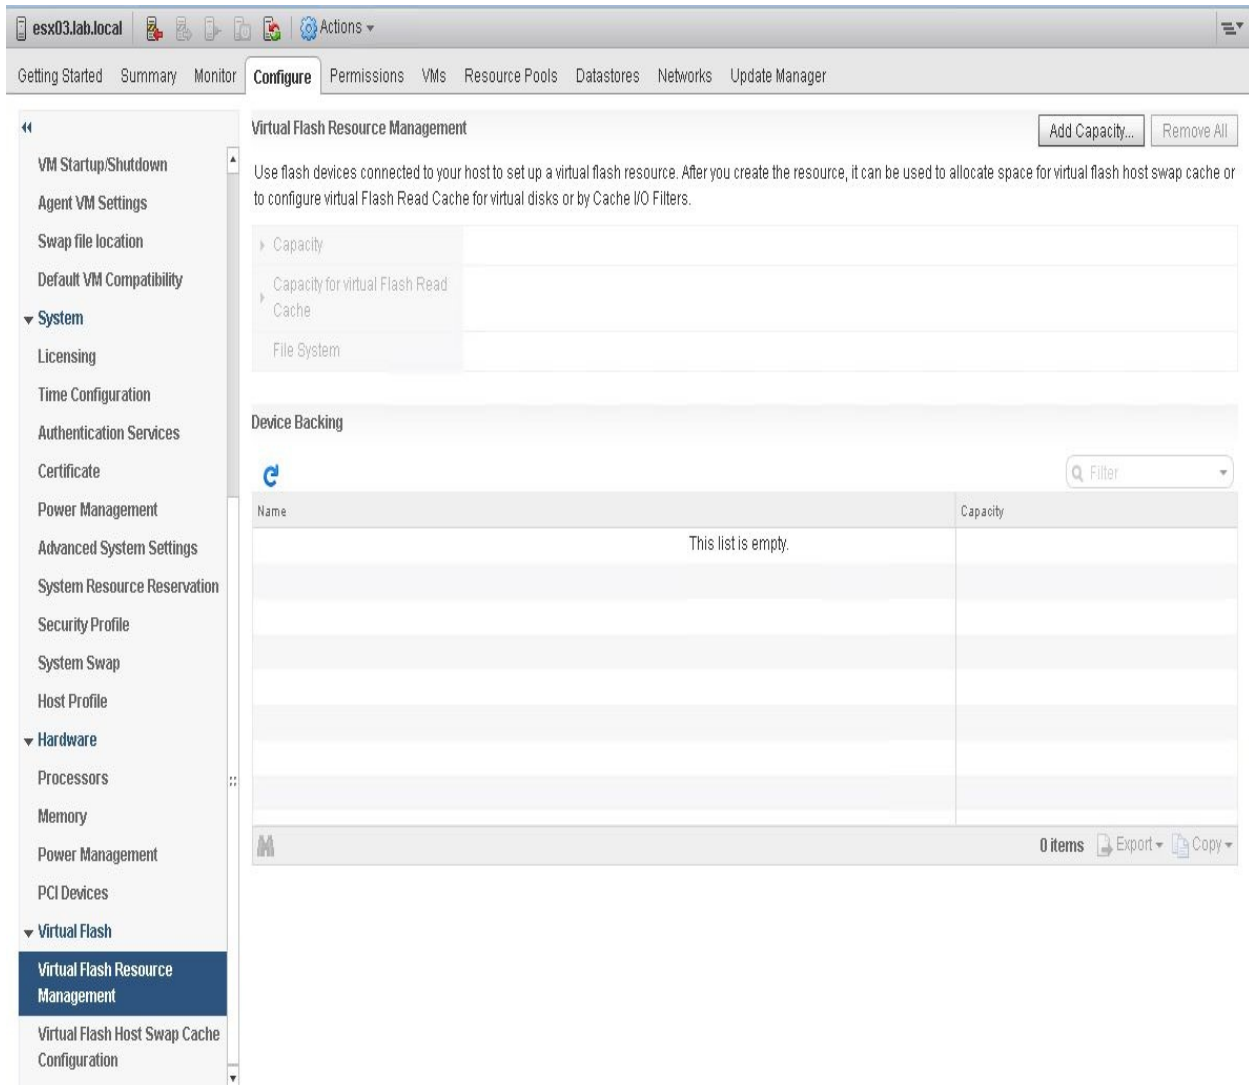 esx03.lab.local Actions
Getting Started Summary Monitor Configure Permissions VMs Resource Pools Datastores Networks Update Manager
VM Startup/Shutdown
Agent VM Settings
Swap file location
Default VM Compatibility
System
Licensing
Time Configuration
Authentication Services
Certificate
Power Management
Advanced System Settings
System Resource Reservation
Security Profile
System Swap
Host Profile
Hardware
Processors
Memory
Power Management
PCI Devices
Virtual Flash
Virtual Flash Resource
Management
Virtual Flash Host Swap Cache
Configuration
Virtual Flash Resource Management Add Capacity... Remove All
Use flash devices connected to your host to set up a virtual flash resource. After you create the resource, it can be used to allocate space for virtual flash host swap cache or
to configure virtual Flash Read Cache for virtual disks or by Cache I/O Filters.
Capacity
Capacity for virtual Flash Read
Cache
File System
Device Backing
Filter
Name Capacity
This list is empty.
0 items Export Copy